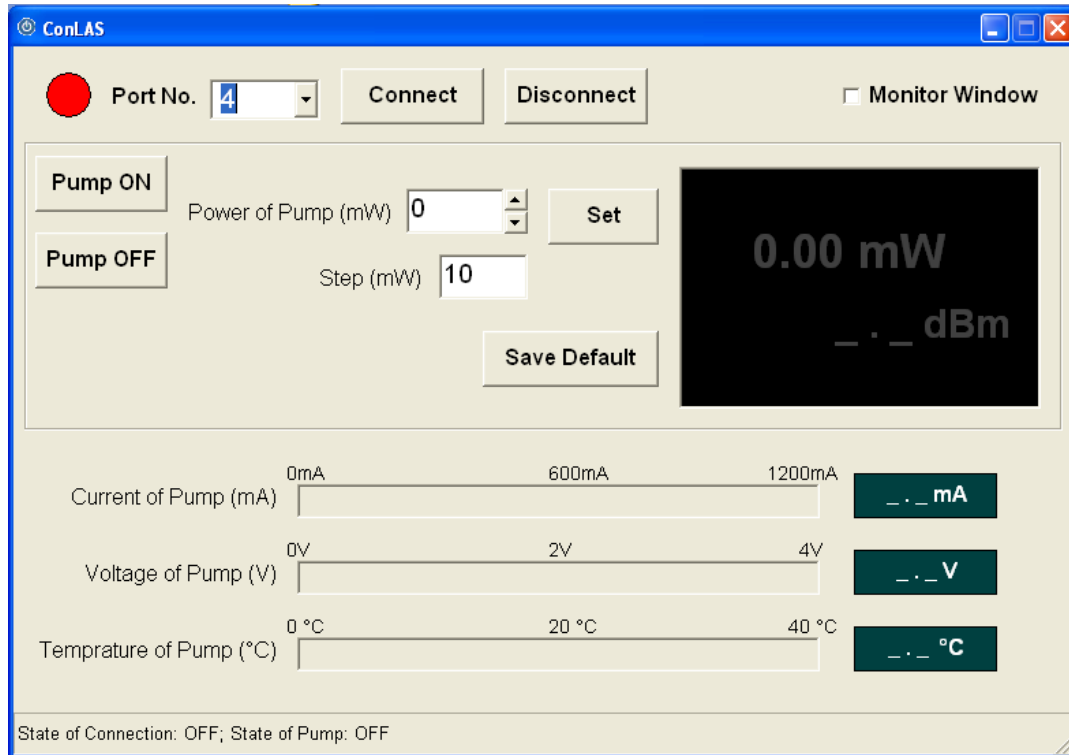 ConLAS
Port No. 4 Connect Disconnect Monitor Window
Pump ON
Power of Pump (mW) 0 Set
Pump OFF
Step (mW) 10
Save Default
0.00 mW
_ . _ dBm
0mA 600mA 1200mA
Current of Pump (mA) _ . _ mA
0V 2V 4V
Voltage of Pump (V) _ . _ V
0 °C 20 °C 40 °C
Temprature of Pump (°C) _ . _ °C
State of Connection: OFF; State of Pump: OFF